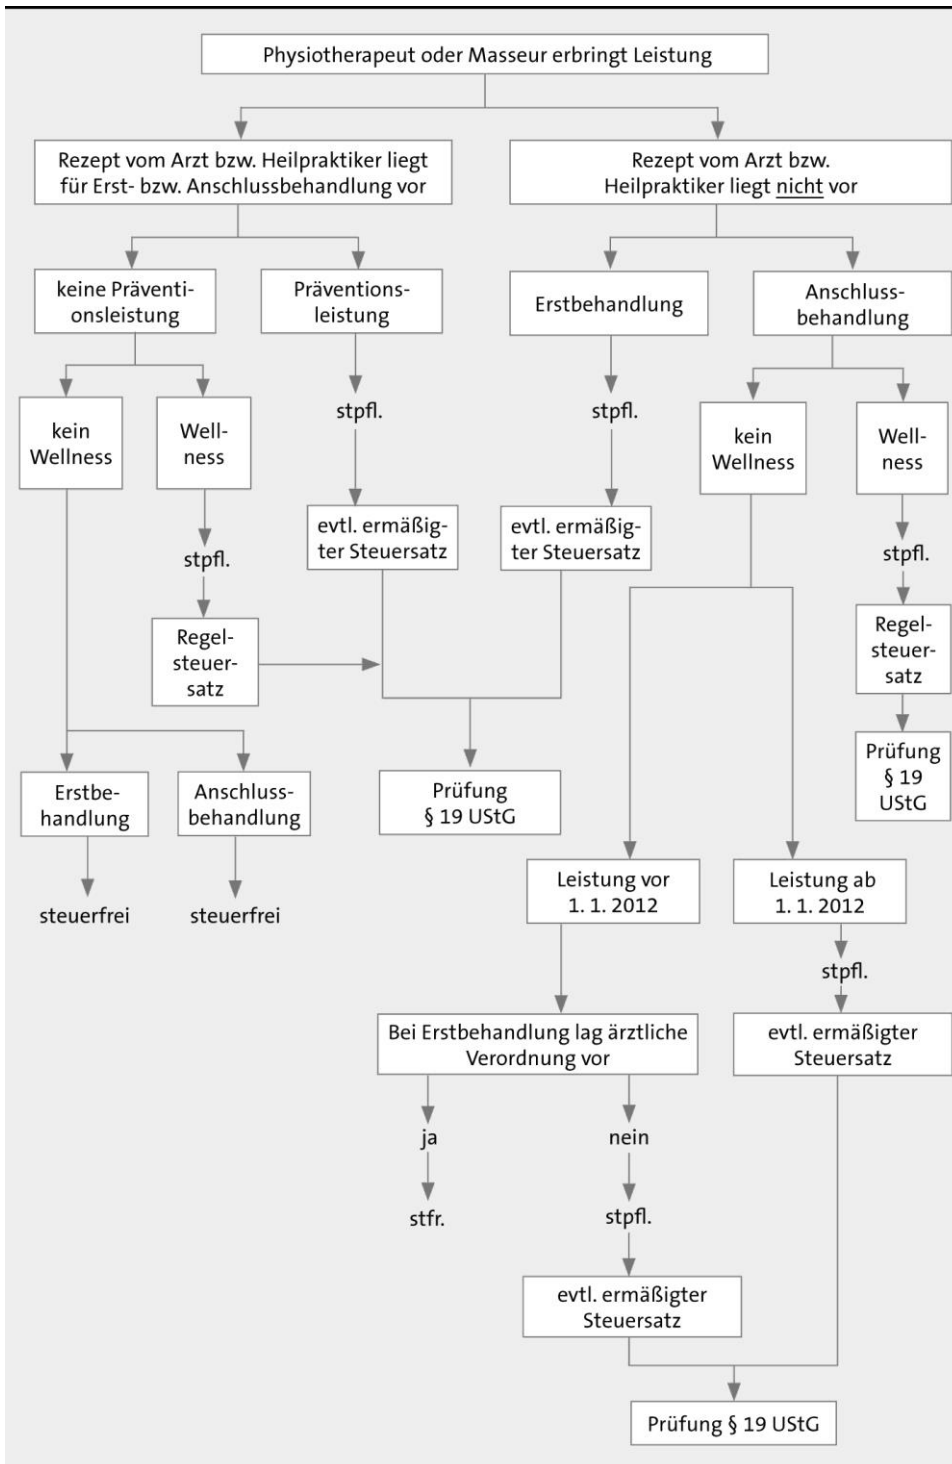 Physiotherapeut oder Masseur erbringt Leistung
Rezept vom Arzt bzw. Heilpraktiker liegt
für Erst- bzw. Anschlussbehandlung vor
Rezept vom Arzt bzw.
Heilpraktiker liegt nicht vor
keine Präventi-
onsleistung
Präventions-
leistung
Erstbehandlung
Anschluss-
behandlung
kein
Wellness
Well-
ness
stpfl.
stpfl.
kein
Wellness
Well-
ness
evtl. ermäßig-
ter Steuersatz
evtl. ermäßig-
ter Steuersatz
stpfl.
stpfl.
Regel-
steuer-
satz
Regel-
steuer-
satz
Erstbe-
handlung
Anschluss-
behandlung
Prüfung
§ 19 UStG
Prüfung
§ 19
UStG
steuerfrei
steuerfrei
Leistung vor
1. 1. 2012
Leistung ab
1. 1. 2012
stpfl.
Bei Erstbehandlung lag ärztliche
Verordnung vor
evtl. ermäßigter
Steuersatz
ja
nein
stfr.
stpfl.
evtl. ermäßigter
Steuersatz
Prüfung § 19 UStG